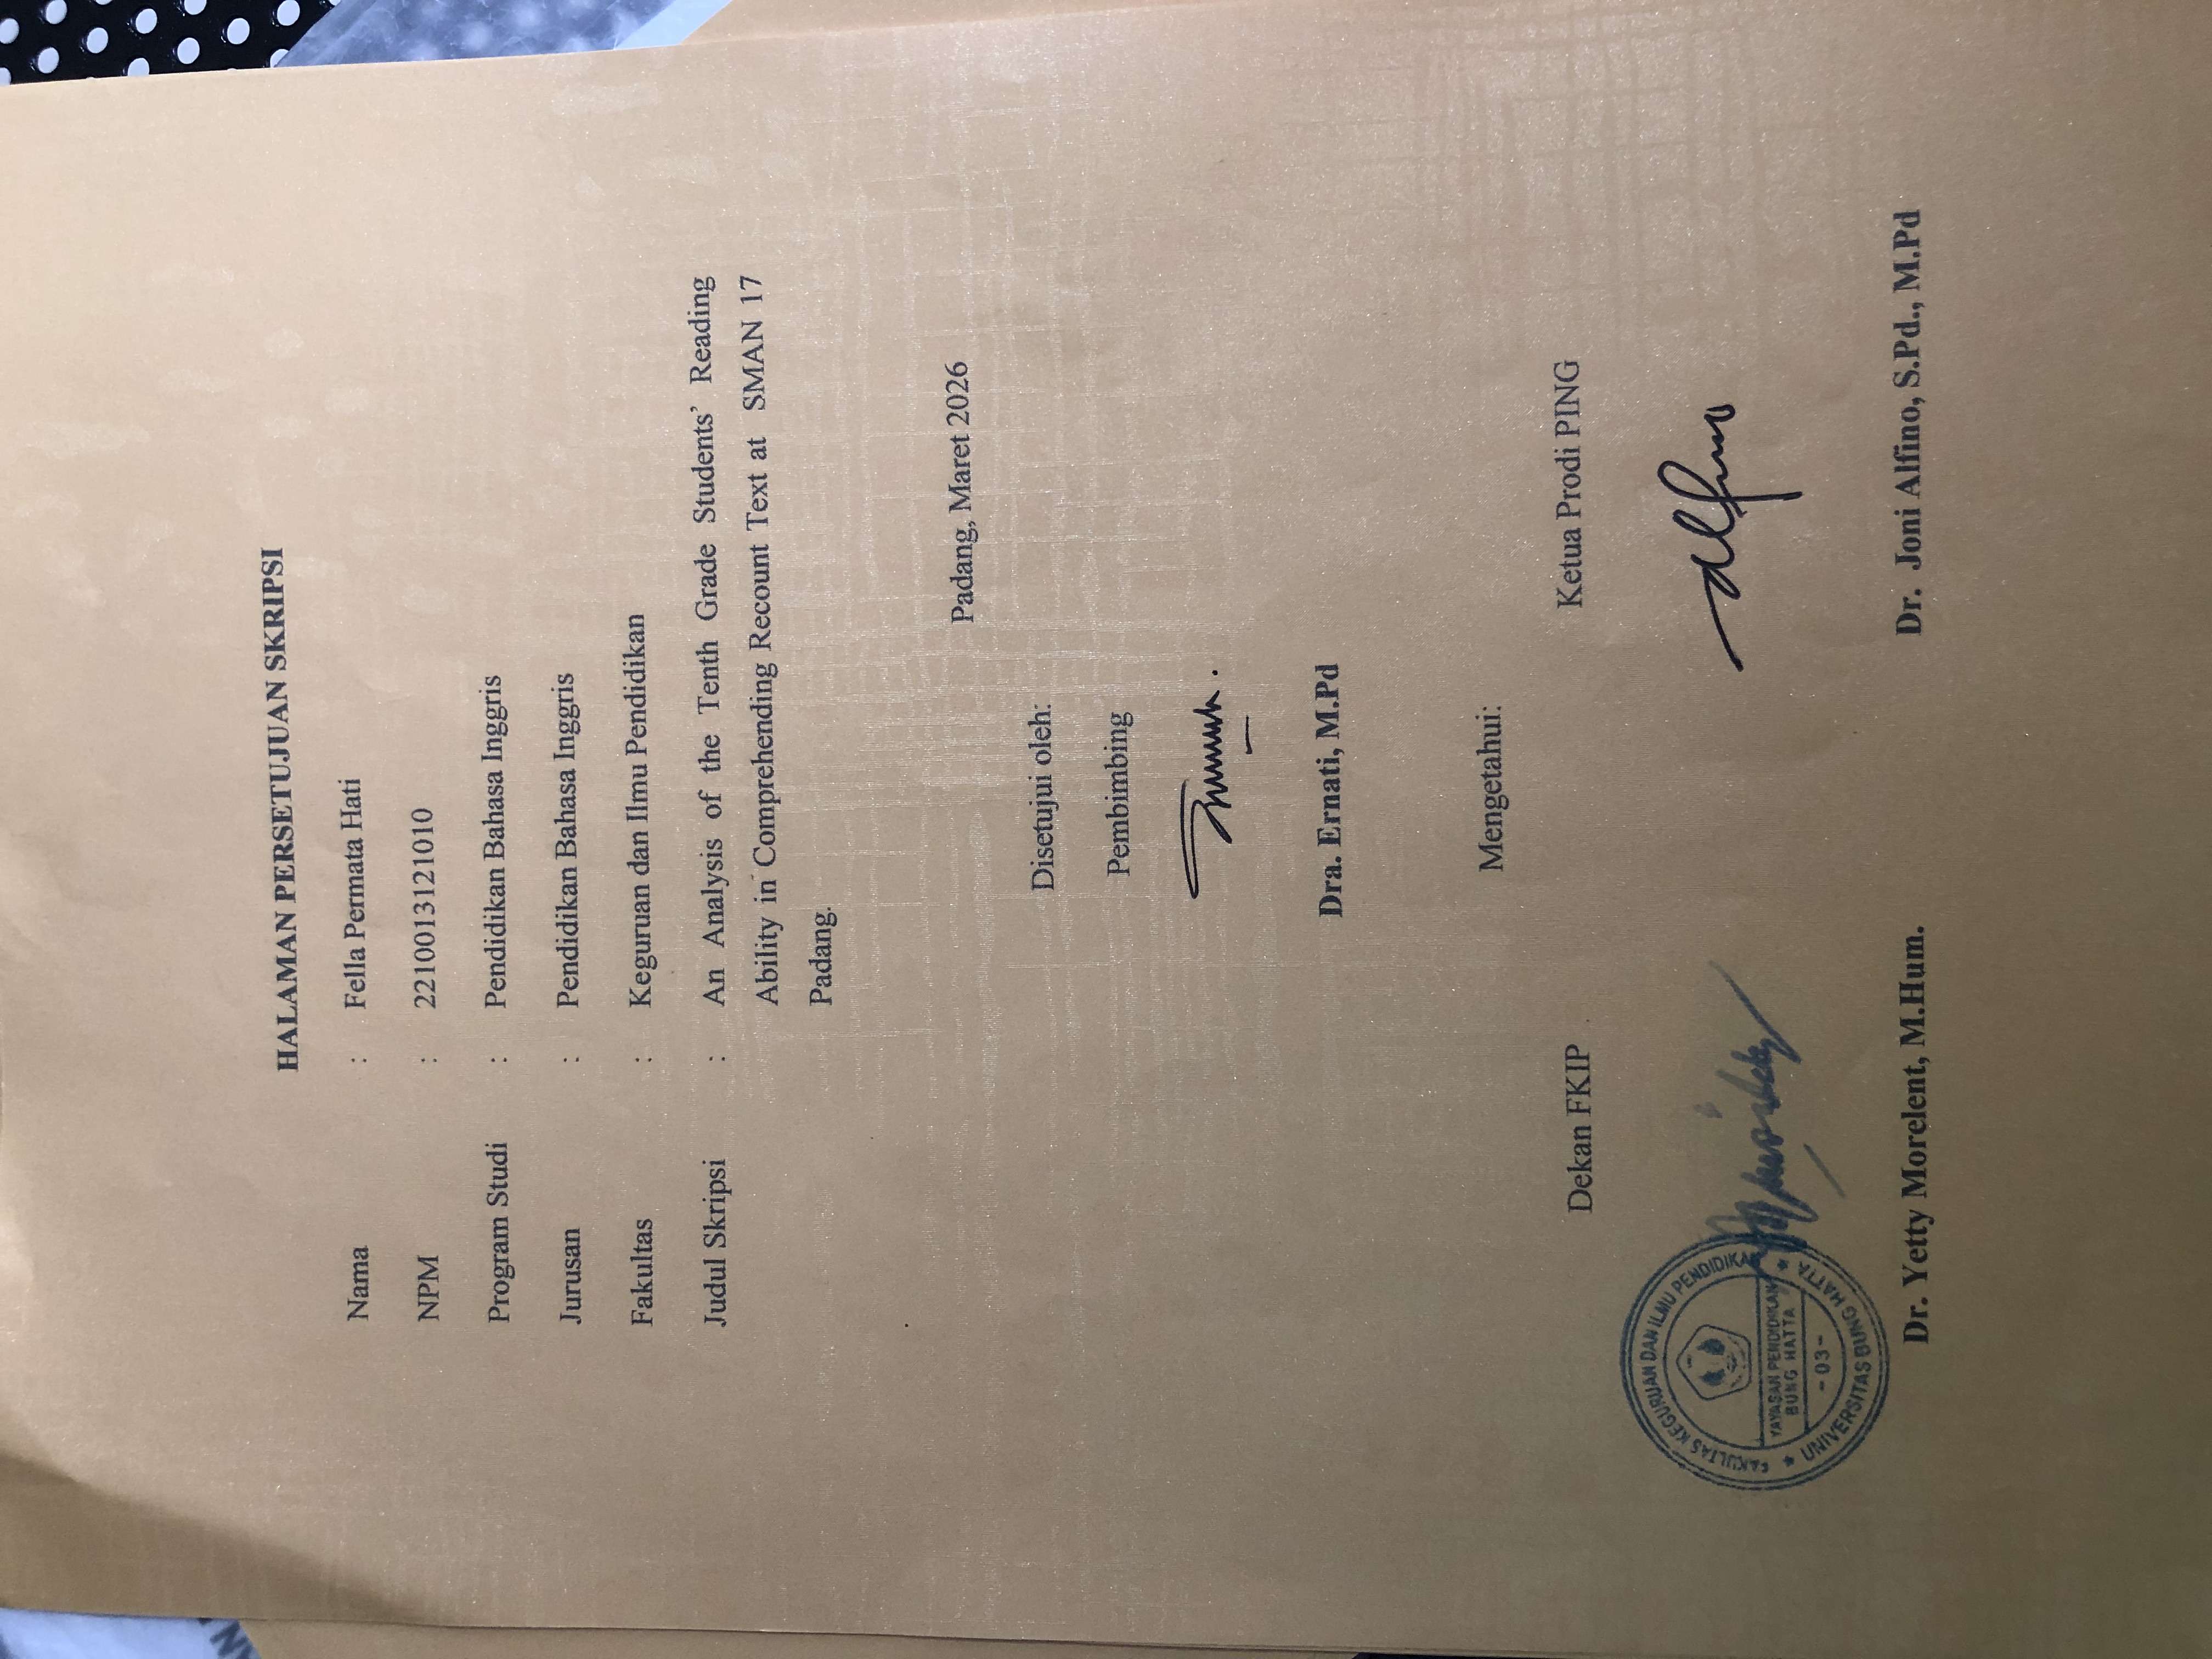 HALAMAN PERSETUJUAN SKRIPSI
Nama : Fella Permata Hati
NPM : 2210013121010
Program Studi : Pendidikan Bahasa Inggris
Jurusan : Pendidikan Bahasa Inggris
Fakultas : Keguruan dan Ilmu Pendidikan
Judul Skripsi : An Analysis of the Tenth Grade Students' Reading
Ability in Comprehending Recount Text at SMAN 17
Padang.
Padang, Maret 2026
Disetujui oleh:
Pembimbing
Dra. Ernati, M.Pd
Mengetahui:
Dekan FKIP Ketua Prodi PING
FAKULTAS KEGURUAN DAN ILMU PENDIDIKAN
YAYASAN PENDIDIKAN
BUNG HATTA
- 03 -
UNIVERSITAS BUNG HATTA
Dr. Yetty Morelent, M.Hum. Dr. Joni Alfino, S.Pd., M.Pd